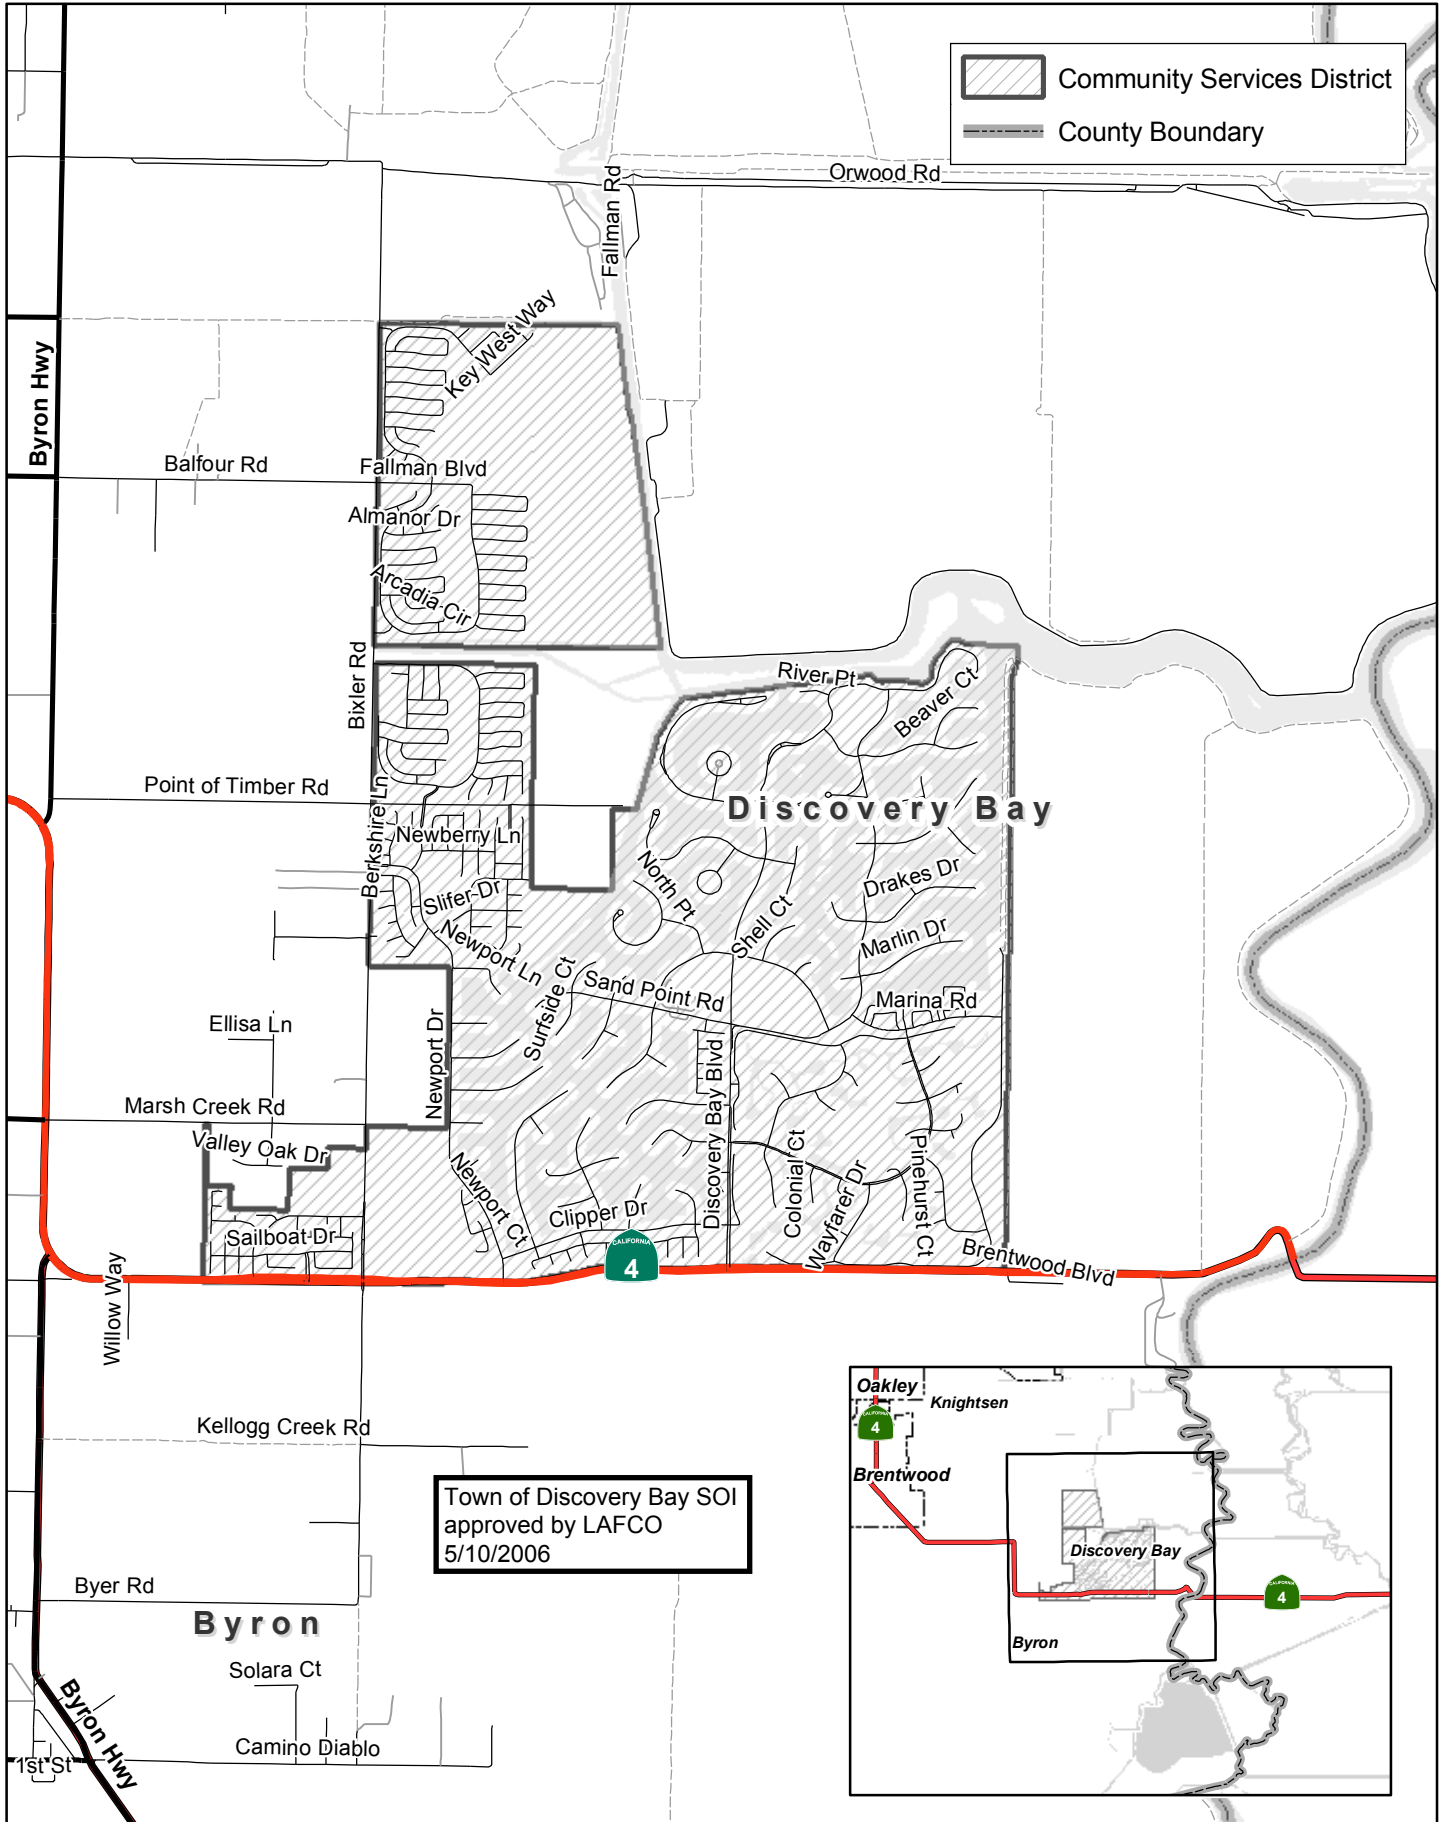 Community Services District
County Boundary
Orwood Rd
Fallman Rd
Key West Way
Byron Hwy
Balfour Rd
Fallman Blvd
Almanor Dr
Arcadia Cir
Bixler Rd
River Pt
Beaver Ct
Point of Timber Rd
Discovery Bay
Berkshire Ln
Newberry Ln
North Pt
Drakes Dr
Slifer Dr
Shell Ct
Newport Ln
Marlin Dr
Surfside Ct
Sand Point Rd
Marina Rd
Ellisa Ln
Newport Dr
Discovery Bay Blvd
Marsh Creek Rd
Valley Oak Dr
Colonial Ct
Pinehurst Ct
Newport Ct
Wayfarer Dr
Clipper Dr
Sailboat Dr
CALIFORNIA
4
Brentwood Blvd
Willow Way
Kellogg Creek Rd
Town of Discovery Bay SOI
approved by LAFCO
5/10/2006
Byer Rd
Byron
Solara Ct
Byron Hwy
Camino Diablo
1st St
Oakley
Knightsen
CALIFORNIA
4
Brentwood
Discovery Bay
CALIFORNIA
4
Byron